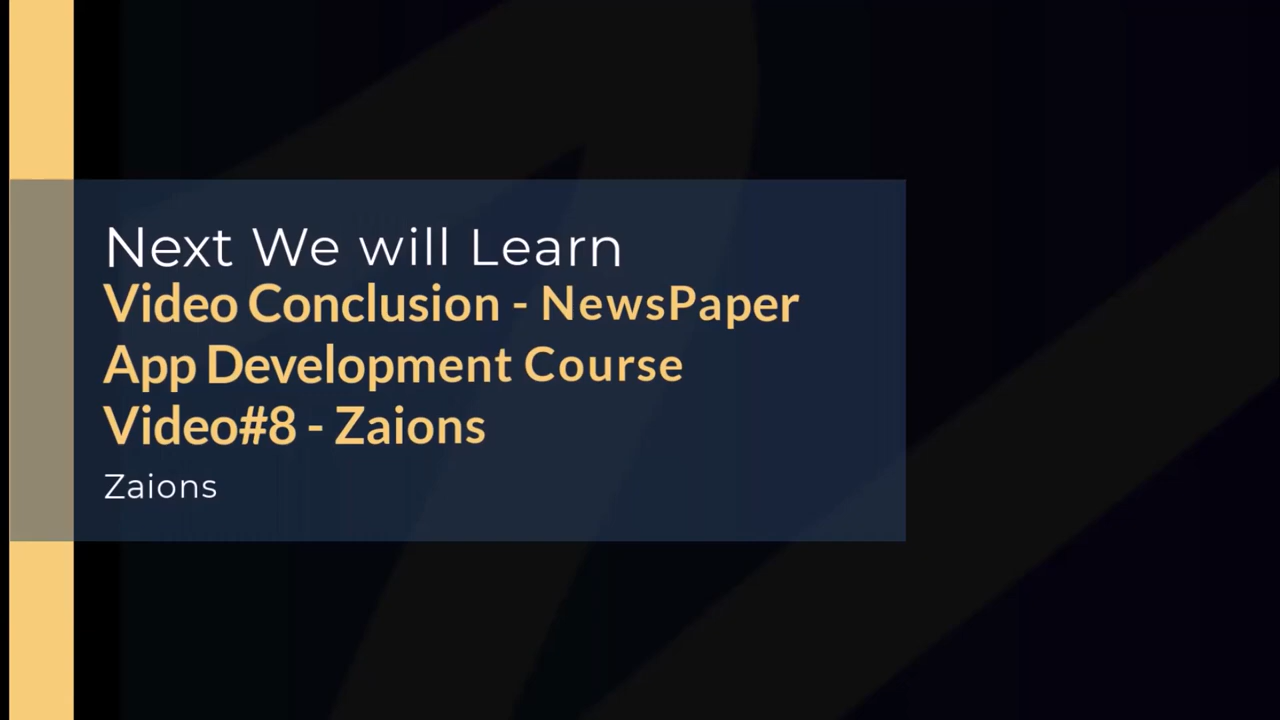 Next We will Learn
Video Conclusion - NewsPaper
App Development Course
Video#8 - Zaions
Zaions